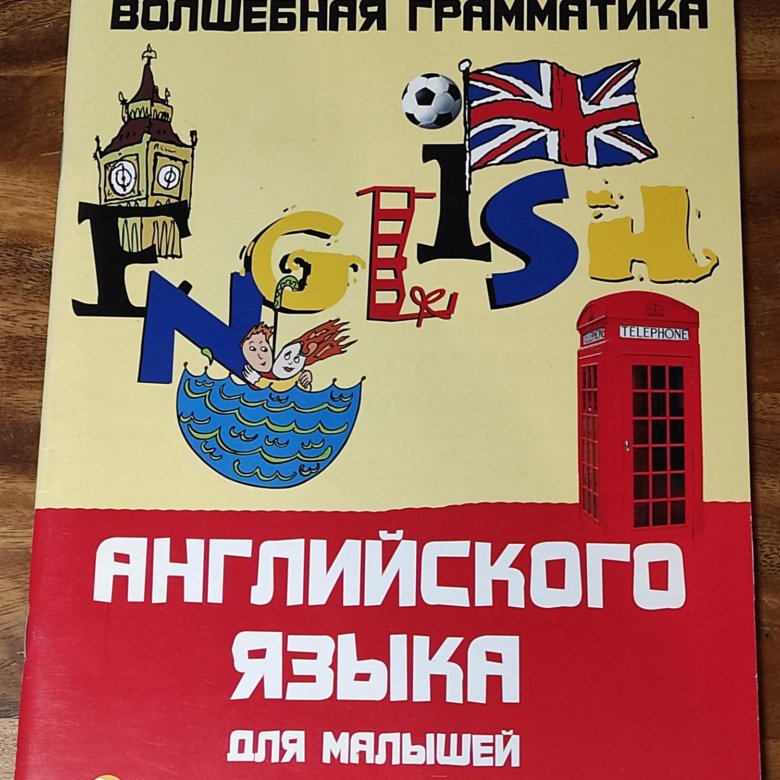 ВОЛШЕБНАЯ ГРАММАТИКА
ENGLISH
TELEPHONE
АНГЛИЙСКОГО
ЯЗЫКА
ДЛЯ МАЛЫШЕЙ